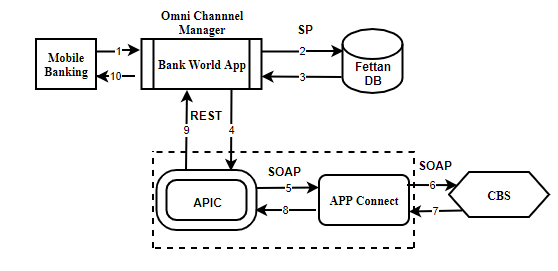 Omni Channel
Manager
SP
Mobile
Banking
1
10
Bank World App
2
3
Fettan
DB
REST
9
4
SOAP
SOAP
APIC
5
8
APP Connect
6
7
CBS